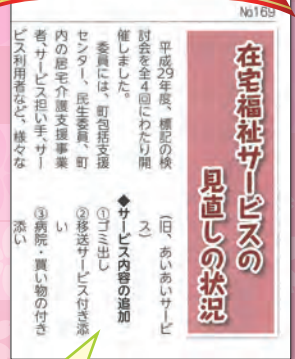 No169
在宅福祉サービスの
見直しの状況
平成29年度、標記の検
討会を全4回にわたり開
催しました。
委員には、町包括支援
センター、民生委員、町
内の居宅介護支援事業
者、サービス担い手、サー
ビス利用者など、様々な
(旧、あいあいサービ
ス)
◆サービス内容の追加
①ゴミ出し
②移送サービス付き添
い
③病院・買い物の付き
添い